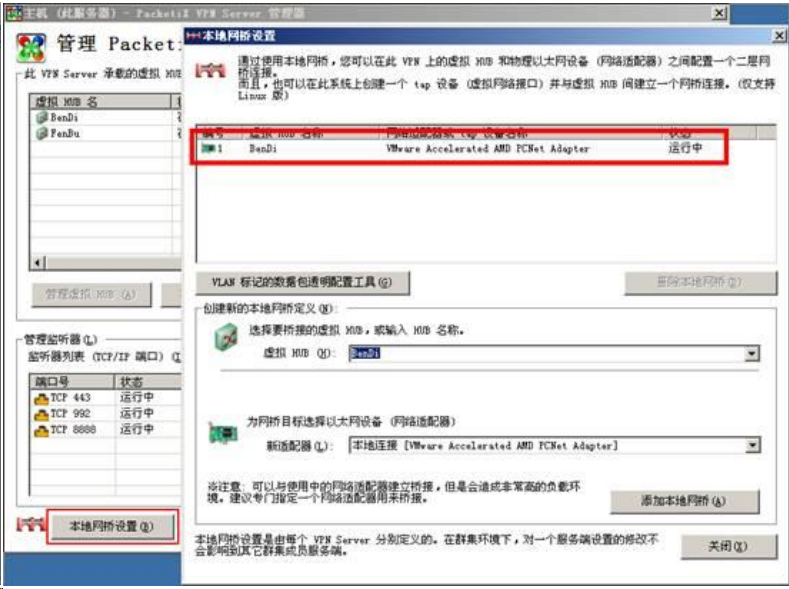 主机 (此服务器) - PacketiX VPN Server 管理器
管理 Packeti
此 VPN Server 承载的虚拟 HUB
虚拟 HUB 名
BenDi
FenBu
管理虚拟 HUB (A)
管理监听器(L)
监听器列表 (TCP/IP 端口) (I
端口号 状态
TCP 443 运行中
TCP 992 运行中
TCP 8888 运行中
本地网桥设置(B)
本地网桥设置
通过使用本地网桥，您可以在此 VPN 上的虚拟 HUB 和物理以太网设备 (网络适配器) 之间配置一个二层网
桥连接。
而且，也可以在此系统上创建一个 tap 设备 (虚拟网络接口) 并与虚拟 HUB 间建立一个网桥连接。(仅支持
Linux 版)
编号 虚拟 HUB 名称 网络适配器或 tap 设备名称 状态
1 BenDi VMware Accelerated AMD PCNet Adapter 运行中
VLAN 标记的数据包透明配置工具(G)
删除本地网桥(D)
创建新的本地网桥定义(N):
选择要桥接的虚拟 HUB，或输入 HUB 名称。
虚拟 HUB (H): BenDi
为网桥目标选择以太网设备 (网络适配器)
新适配器(L): 本地连接 [VMware Accelerated AMD PCNet Adapter]
※注意: 可以与使用中的网络适配器建立桥接，但是会造成非常高的负载环
境。建议专门指定一个网络适配器用来桥接。
添加本地网桥(A)
本地网桥设置是由每个 VPN Server 分别定义的。在群集环境下，对一个服务端设置的修改不
会影响到其它群集成员服务端。
关闭(X)